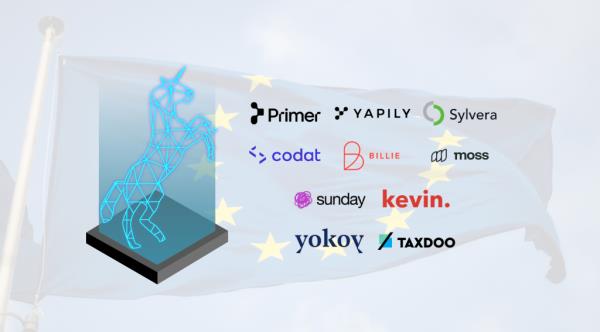 Primer YAPILY Sylvera
codat BILLIE moss
sunday kevin.
yokoy TAXDOO